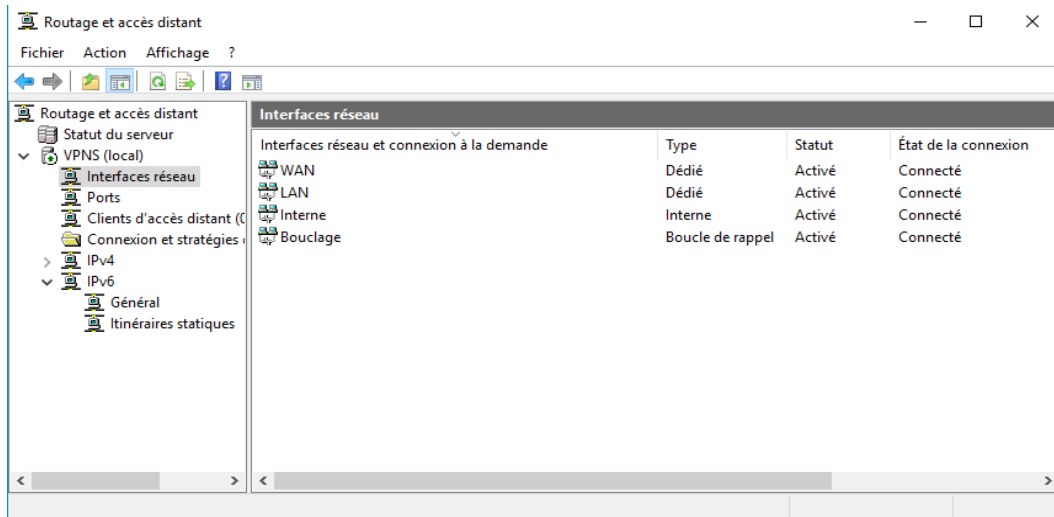 Routage et accès distant
Fichier Action Affichage ?
Routage et accès distant
Statut du serveur
VPNS (local)
Interfaces réseau
Ports
Clients d'accès distant (
Connexion et stratégies
IPv4
IPv6
Général
Itinéraires statiques
Interfaces réseau
Interfaces réseau et connexion à la demande Type Statut État de la connexion
WAN Dédié Activé Connecté
LAN Dédié Activé Connecté
Interne Interne Activé Connecté
Bouclage Boucle de rappel Activé Connecté